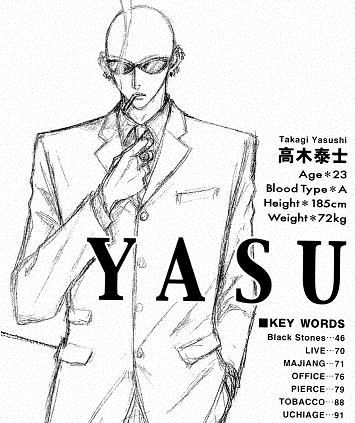 Takagi Yasushi
高木泰士
Age*23
Blood Type*A
Height*185cm
Weight*72kg
YASU
■KEY WORDS
Black Stones…46
LIVE…70
MAJIANG…71
OFFICE…76
PIERCE…79
TOBACCO…88
UCHIAGE…91